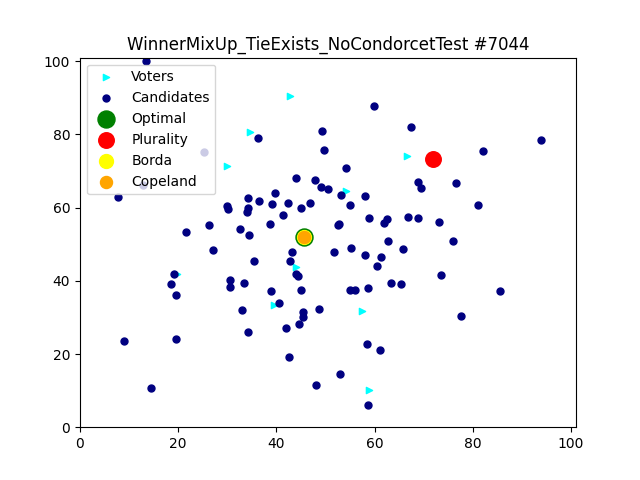 WinnerMixUp_TieExists_NoCondorcetTest #7044
100
80
60
40
20
0
Voters
Candidates
Optimal
Plurality
Borda
Copeland
0 20 40 60 80 100